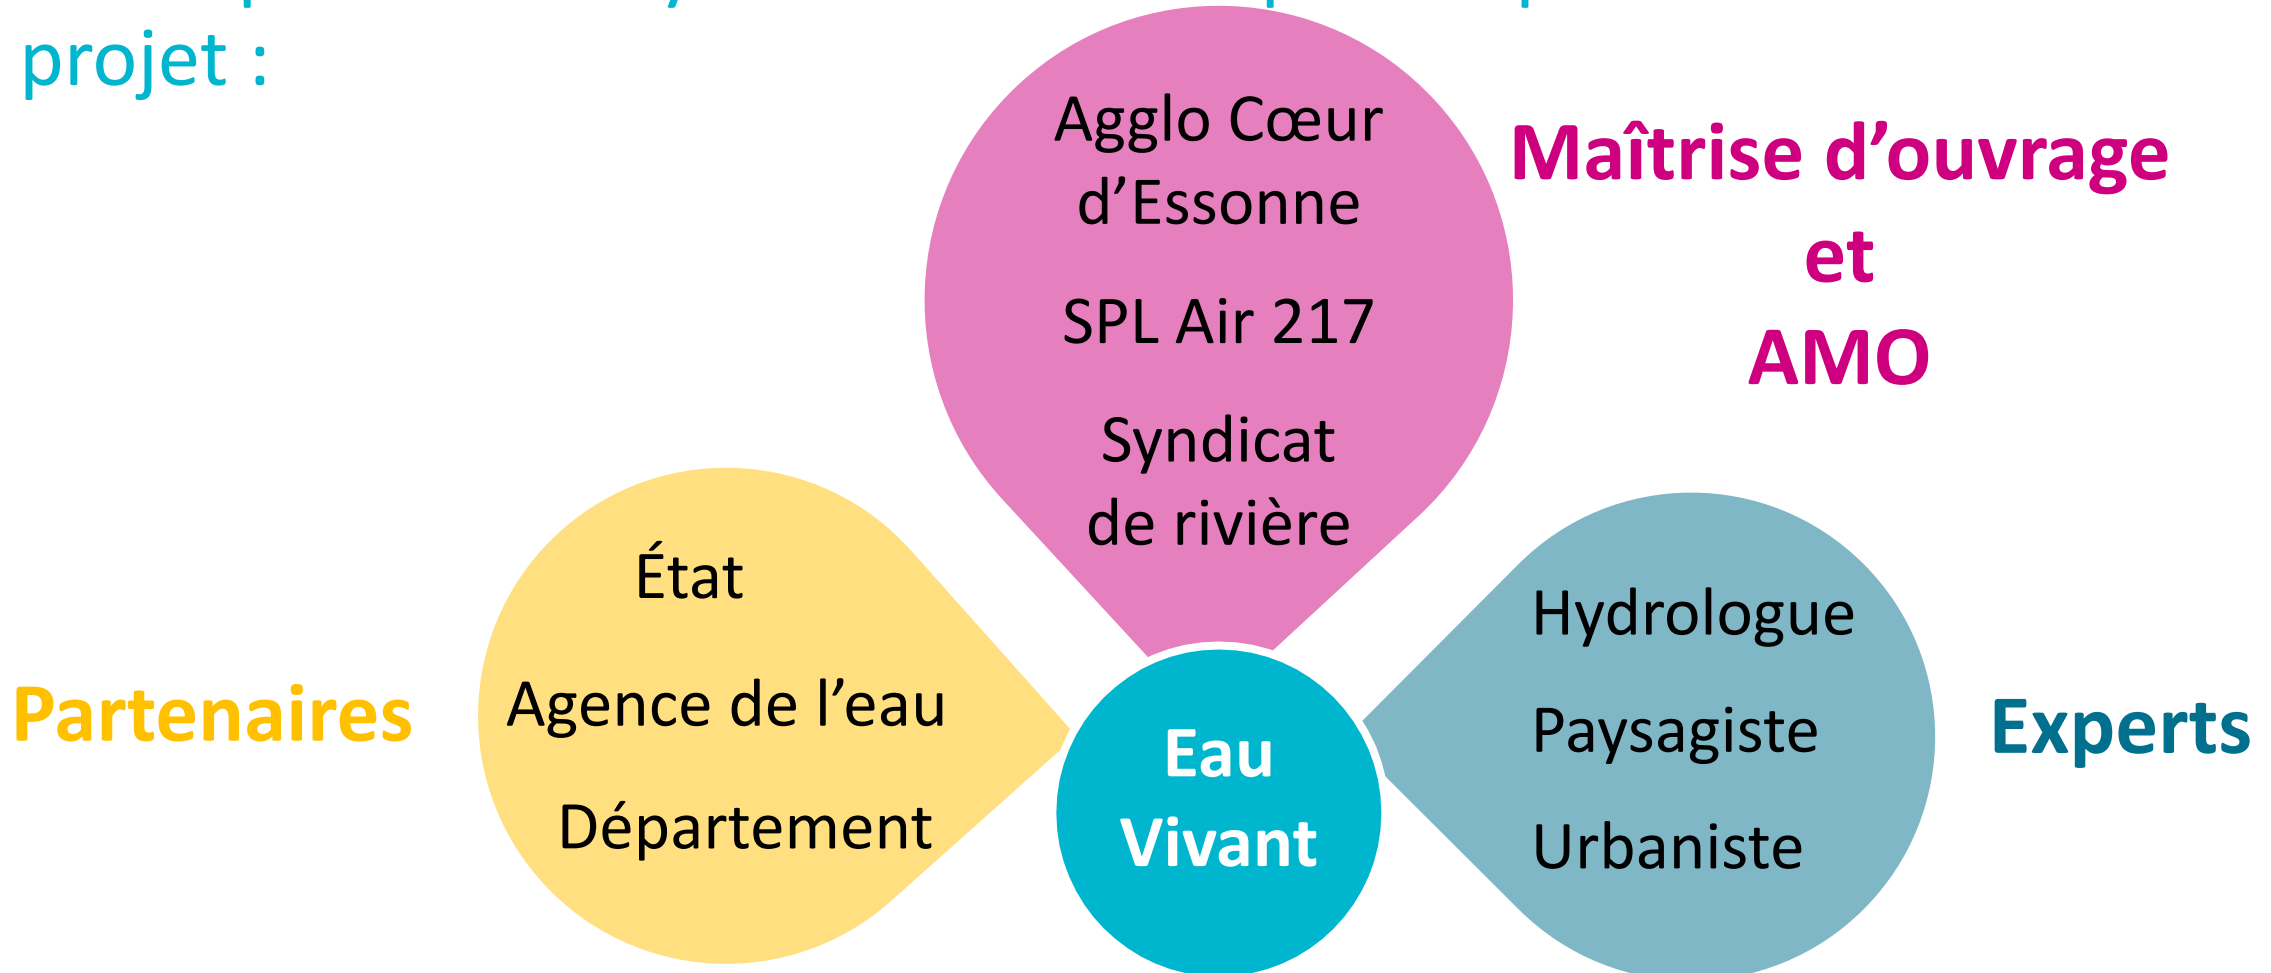 projet :
Agglo Cœur
d’Essonne
SPL Air 217
Syndicat
de rivière
Maîtrise d’ouvrage
et
AMO
État
Agence de l’eau
Département
Partenaires
Eau
Vivant
Hydrologue
Paysagiste
Urbaniste
Experts